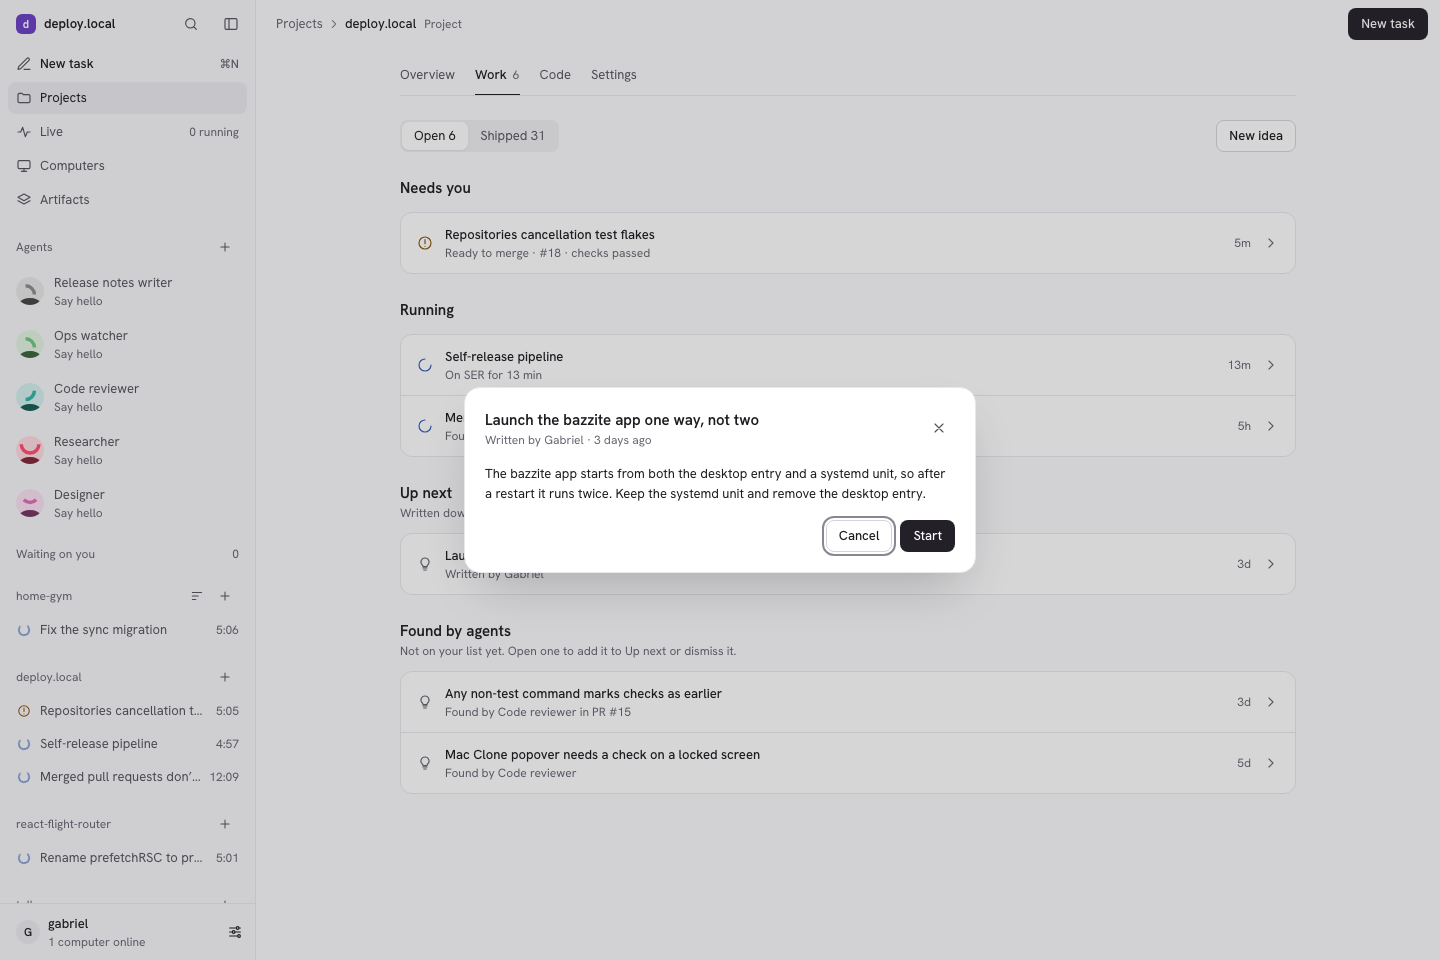 d deploy.local
New task ⌘N
Projects
Live 0 running
Computers
Artifacts
Agents
Release notes writer
Say hello
Ops watcher
Say hello
Code reviewer
Say hello
Researcher
Say hello
Designer
Say hello
Waiting on you 0
home-gym
Fix the sync migration 5:06
deploy.local
Repositories cancellation t… 5:05
Self-release pipeline 4:57
Merged pull requests don’… 12:09
react-flight-router
Rename prefetchRSC to pr… 5:01
G gabriel
1 computer online
Projects deploy.local Project
New task
Overview Work 6 Code Settings
Open 6 Shipped 31
New idea
Needs you
Repositories cancellation test flakes
Ready to merge · #18 · checks passed
5m
Running
Self-release pipeline
On SER for 13 min
13m
Me
Fou
5h
Launch the bazzite app one way, not two
Written by Gabriel · 3 days ago
The bazzite app starts from both the desktop entry and a systemd unit, so after
a restart it runs twice. Keep the systemd unit and remove the desktop entry.
Cancel Start
Up next
Written dow
Lau
Written by Gabriel
3d
Found by agents
Not on your list yet. Open one to add it to Up next or dismiss it.
Any non-test command marks checks as earlier
Found by Code reviewer in PR #15
3d
Mac Clone popover needs a check on a locked screen
Found by Code reviewer
5d